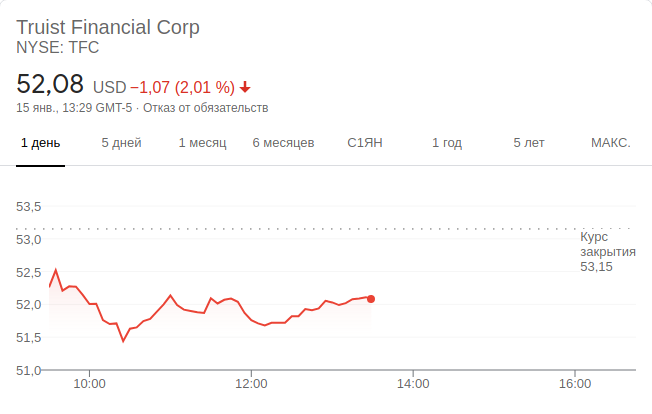 Truist Financial Corp
NYSE: TFC
52,08 USD −1,07 (2,01 %)
15 янв., 13:29 GMT-5 · Отказ от обязательств
1 день 5 дней 1 месяц 6 месяцев С1ЯН 1 год 5 лет МАКС.
53,5
Курс
53,0
закрытия
53,15
52,5
52,0
51,5
51,0
10:00 12:00 14:00 16:00